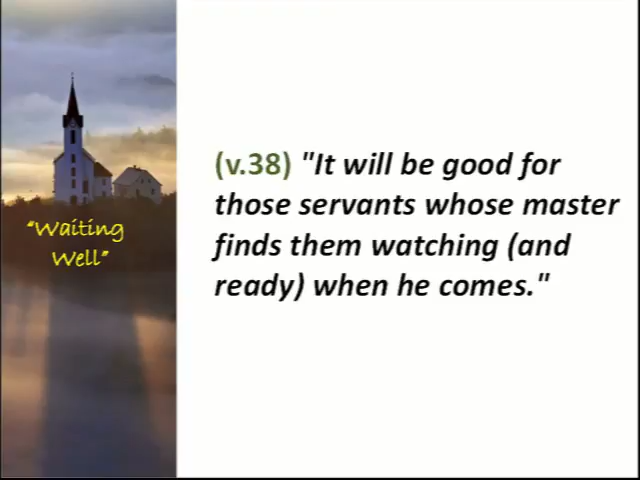 "Waiting
Well"
(v.38) "It will be good for
those servants whose master
finds them watching (and
ready) when he comes."